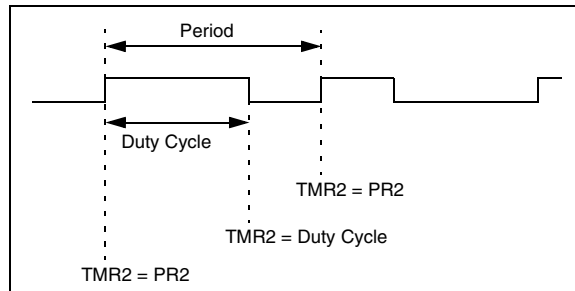 Period
Duty Cycle
TMR2 = PR2
TMR2 = Duty Cycle
TMR2 = PR2